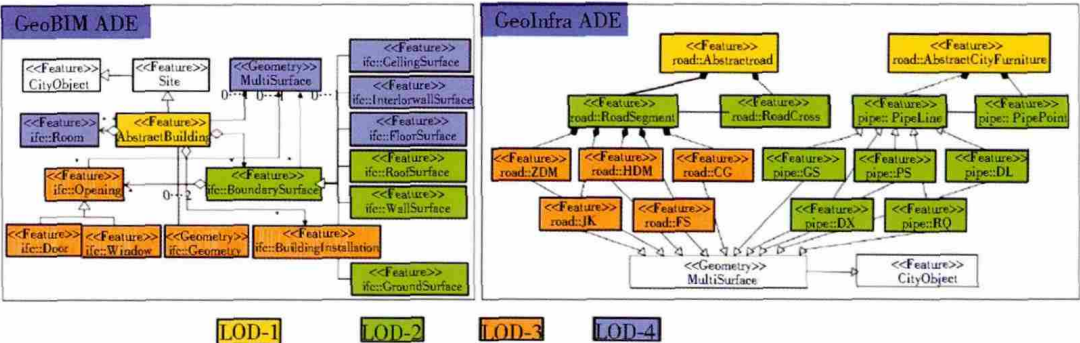 GeoBIM ADE
<<Feature>>
CityObject
<<Feature>>
Site
<<Geometry>>
MultiSurface
<<Feature>>
ifc::CellingSurface
<<Feature>>
ifc::InterlorwallSurface
<<Feature>>
ifc::FloorSurface
<<Feature>>
ifc::RoofSurface
<<Feature>>
ifc::WallSurface
<<Feature>>
ifc::GroundSurface
<<Feature>>
ifc::Room
<<Feature>>
AbstractBuilding
<<Feature>>
ifc::Opening
<<Feature>>
ifc::BoundarySurface
0···2
<<Feature>>
ifc::Door
<<Feature>>
ifc::Window
<<Geometry>>
ifc::Geometry
<<Feature>>
ifc::BuildingInstallation
GeoInfra ADE
<<Feature>>
road::Abstractroad
<<Feature>>
road::AbstractCityFurniture
<<Feature>>
road::RoadSegment
<<Feature>>
road::RoadCross
<<Feature>>
pipe::PipeLine
<<Feature>>
pipe::PipePoint
<<Feature>>
road::ZDM
<<Feature>>
road::HDM
<<Feature>>
road::CG
<<Feature>>
pipe::GS
<<Feature>>
pipe::PS
<<Feature>>
pipe::DL
<<Feature>>
road::JK
<<Feature>>
road::FS
<<Feature>>
pipe::DX
<<Feature>>
pipe::RQ
<<Geometry>>
MultiSurface
<<Feature>>
CityObject
LOD-1
LOD-2
LOD-3
LOD-4